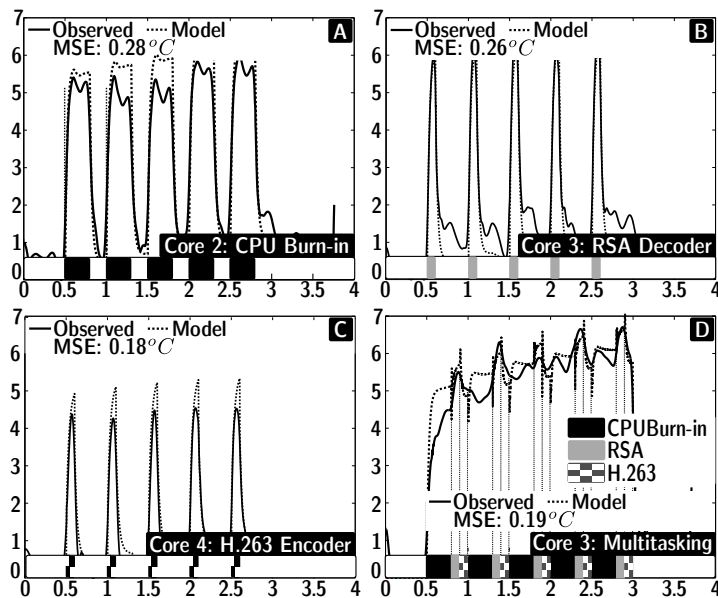 A
Observed Model
MSE: 0.28°C
7
6
5
4
3
2
1
0
Core 2: CPU Burn-in
0 0.5 1 1.5 2 2.5 3 3.5 4
B
Observed Model
MSE: 0.26°C
7
6
5
4
3
2
1
0
Core 3: RSA Decoder
0 0.5 1 1.5 2 2.5 3 3.5 4
C
Observed Model
MSE: 0.18°C
7
6
5
4
3
2
1
0
Core 4: H.263 Encoder
0 0.5 1 1.5 2 2.5 3 3.5 4
D
7
6
5
4
3
2
1
0
CPUBurn-in
RSA
H.263
Observed Model
MSE: 0.19°C
Core 3: Multitasking
0 0.5 1 1.5 2 2.5 3 3.5 4